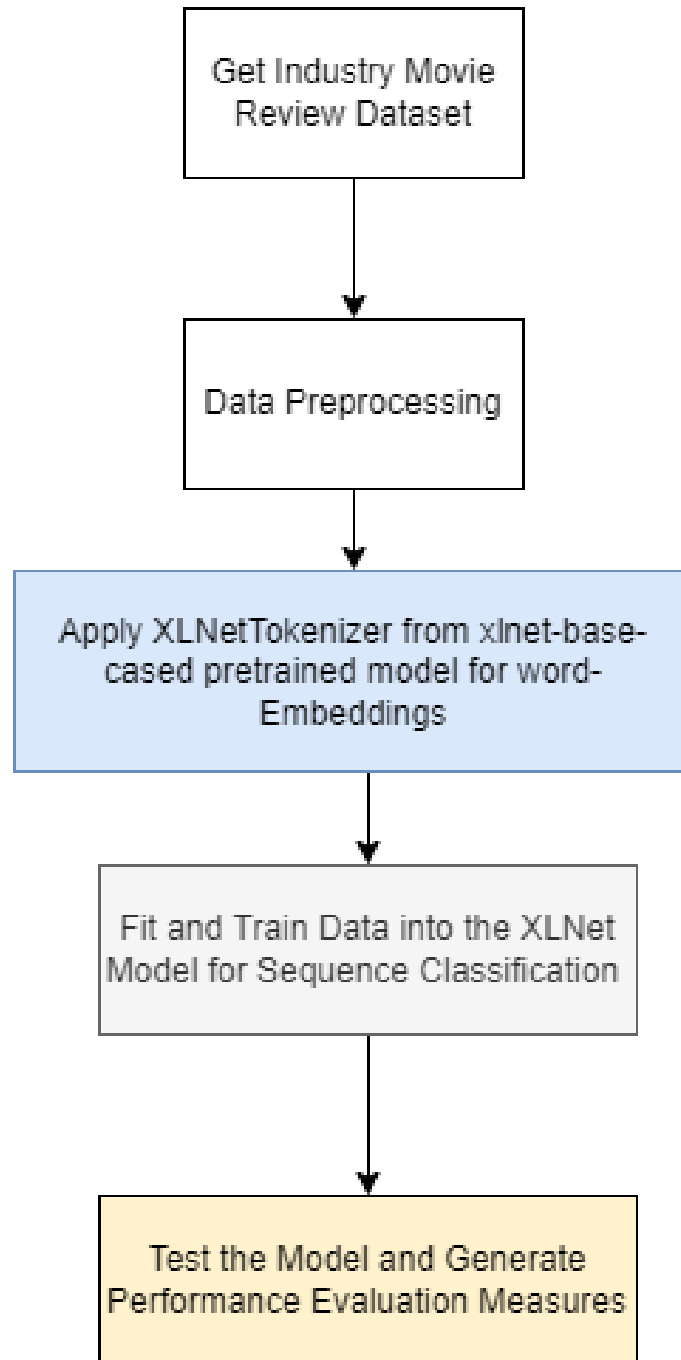 Get Industry Movie
Review Dataset
Data Preprocessing
Apply XLNetTokenizer from xlnet-base-
cased pretrained model for word-
Embeddings
Fit and Train Data into the XLNet
Model for Sequence Classification
Test the Model and Generate
Performance Evaluation Measures